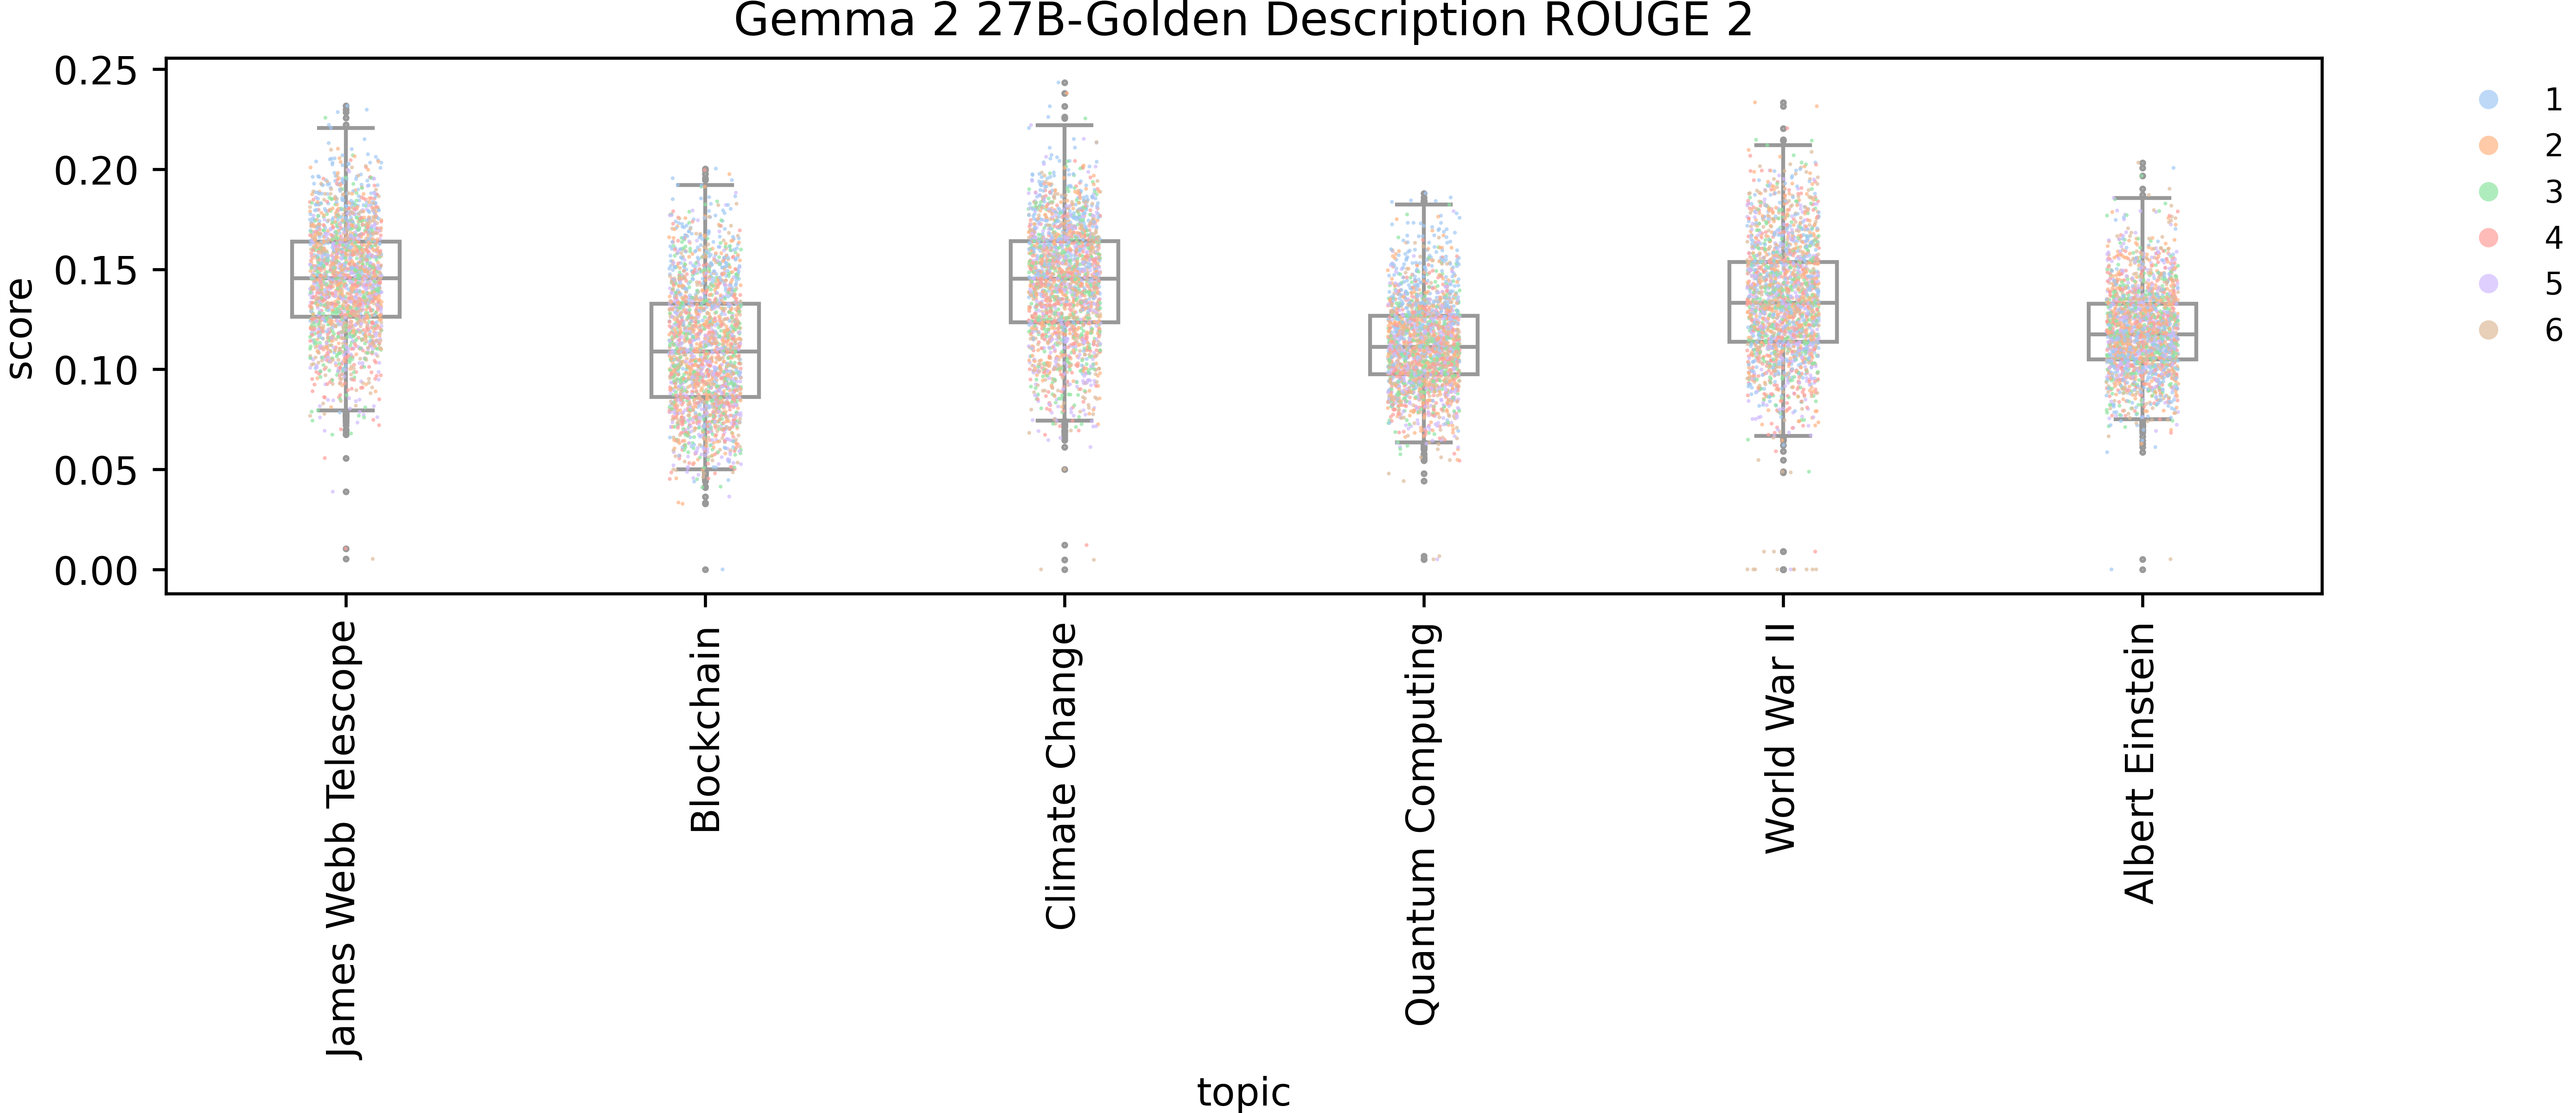 Gemma 2 27B-Golden Description ROUGE 2
score
0.25
0.20
0.15
0.10
0.05
0.00
1
2
3
4
5
6
James Webb Telescope
Blockchain
Climate Change
Quantum Computing
World War II
Albert Einstein
topic